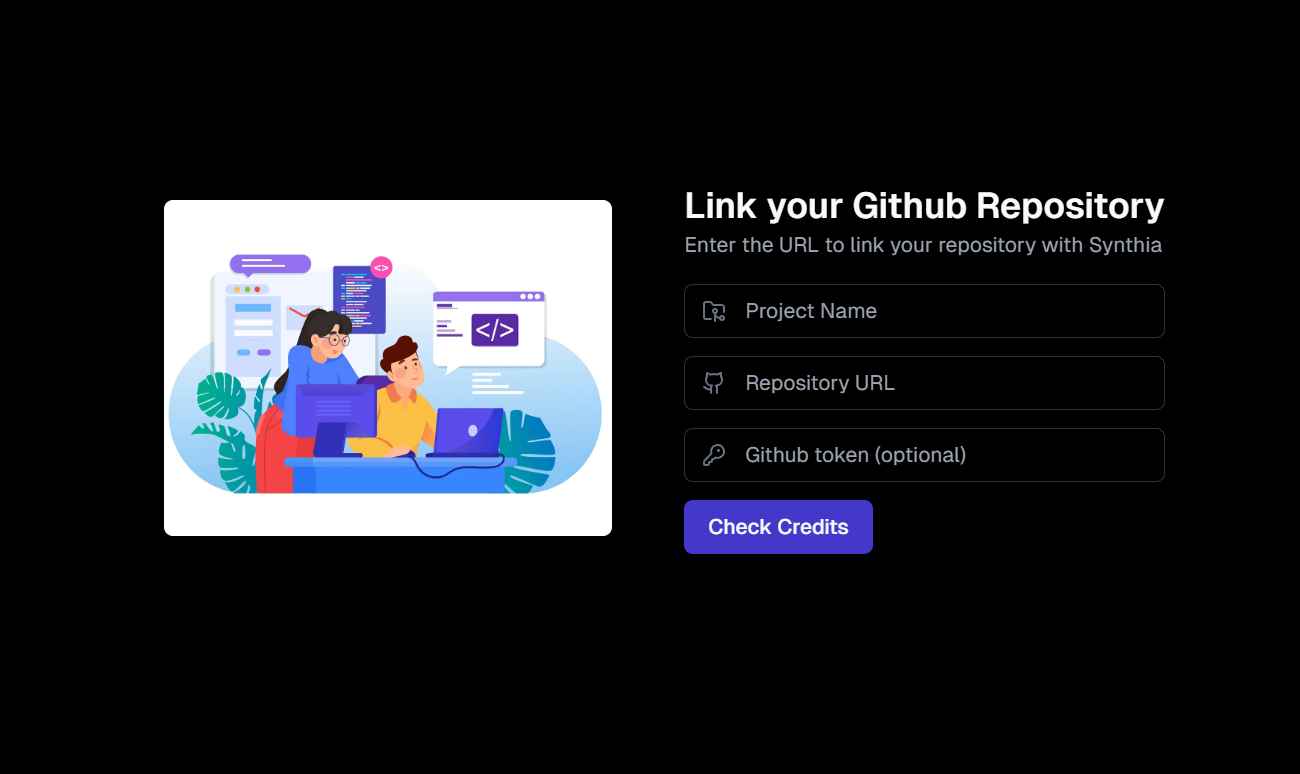 <>
</>
Link your Github Repository
Enter the URL to link your repository with Synthia
Project Name
Repository URL
Github token (optional)
Check Credits